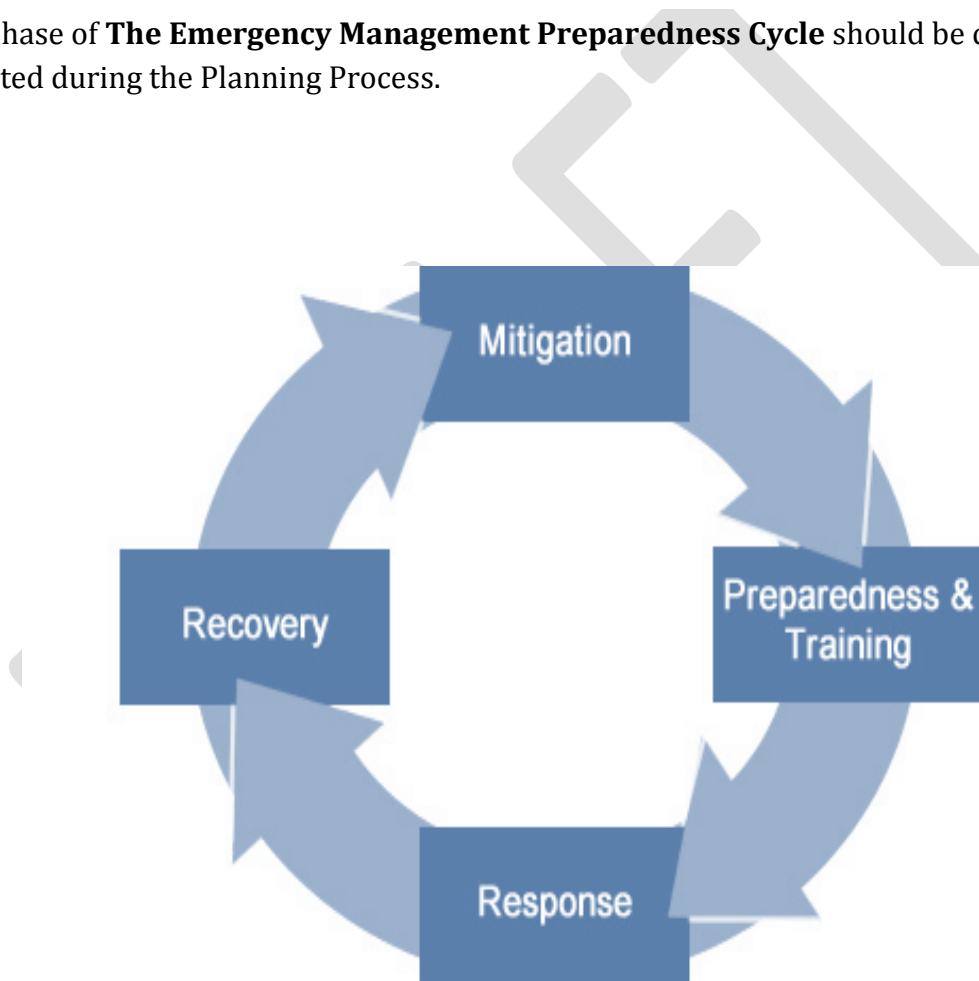 hase of The Emergency Management Preparedness Cycle should be
ted during the Planning Process.
Mitigation
Preparedness &
Training
Recovery
Response